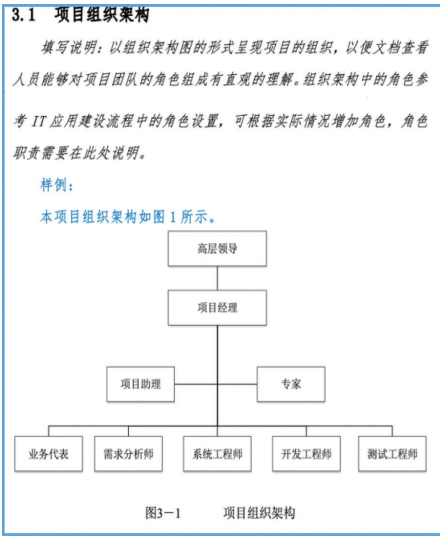 3.1 项目组织架构
填写说明：以组织架构图的形式呈现项目的组织，以便文档查看
人员能够对项目团队的角色组成有直观的理解。组织架构中的角色参
考 IT 应用建设流程中的角色设置，可根据实际情况增加角色，角色
职责需要在此处说明。
样例：
本项目组织架构如图 1 所示。
高层领导
项目经理
项目助理 专家
业务代表 需求分析师 系统工程师 开发工程师 测试工程师
图3－1 项目组织架构